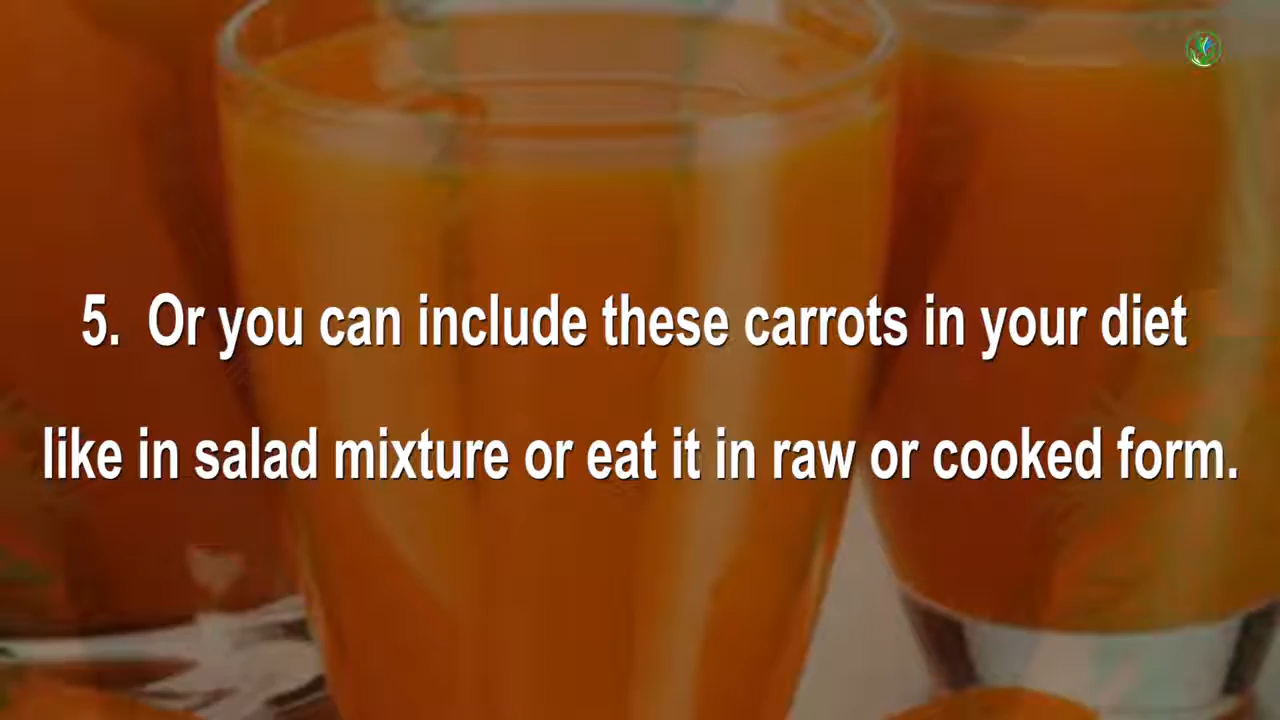 5. Or you can include these carrots in your diet
like in salad mixture or eat it in raw or cooked form.